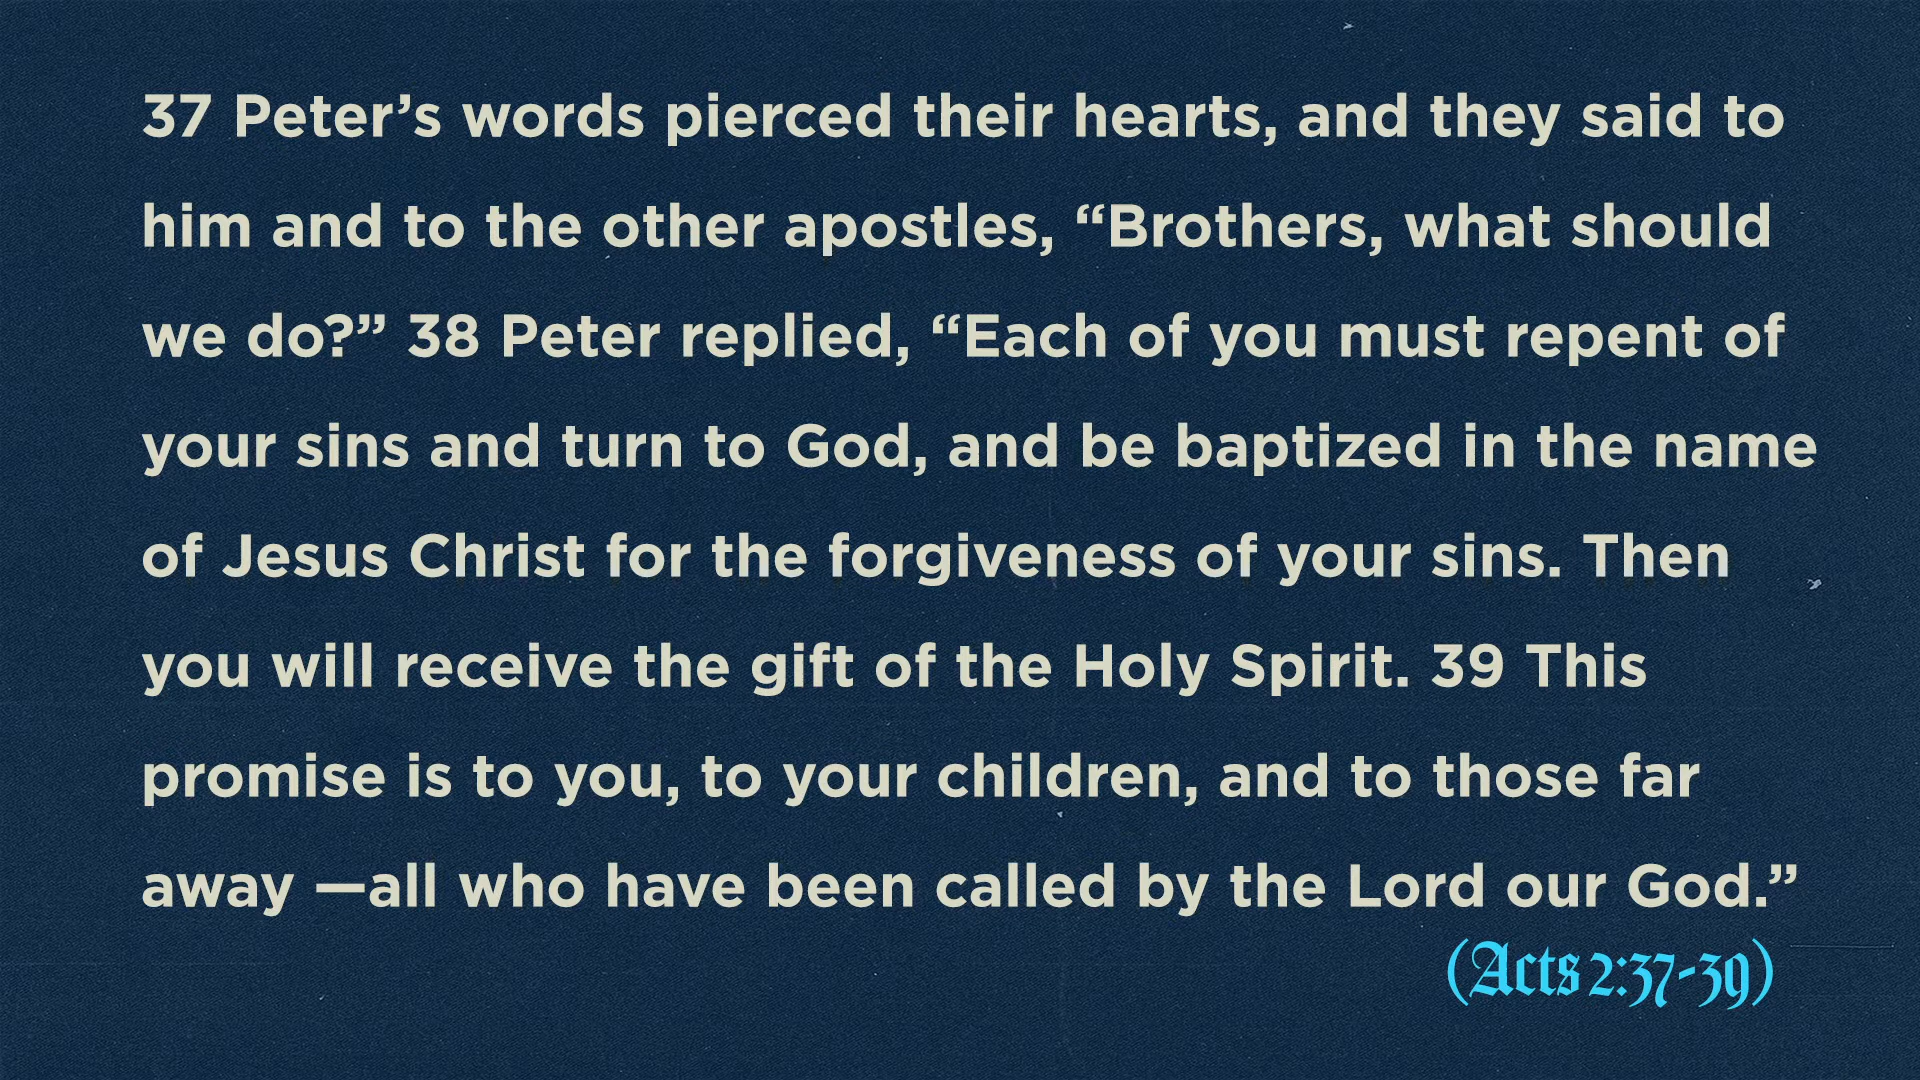 37 Peter’s words pierced their hearts, and they said to
him and to the other apostles, “Brothers, what should
we do?” 38 Peter replied, “Each of you must repent of
your sins and turn to God, and be baptized in the name
of Jesus Christ for the forgiveness of your sins. Then
you will receive the gift of the Holy Spirit. 39 This
promise is to you, to your children, and to those far
away —all who have been called by the Lord our God.”
(Acts 2:37-39)